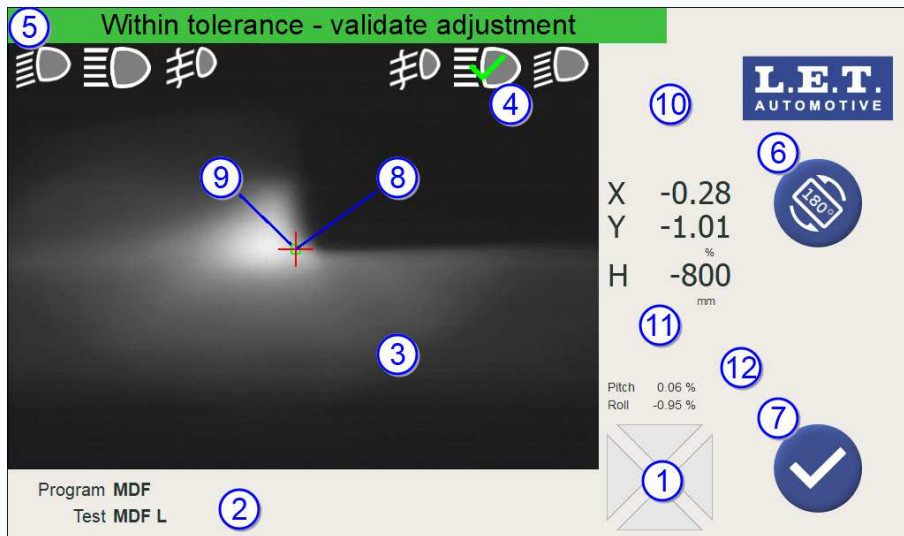 5
Within tolerance - validate adjustment
4
10
L.E.T.
AUTOMOTIVE
9
8
6
180°
X -0.28
Y -1.01
%
H -800
mm
11
3
12
Pitch 0.06 %
Roll -0.95 %
7
1
Program MDF
Test MDF L
2